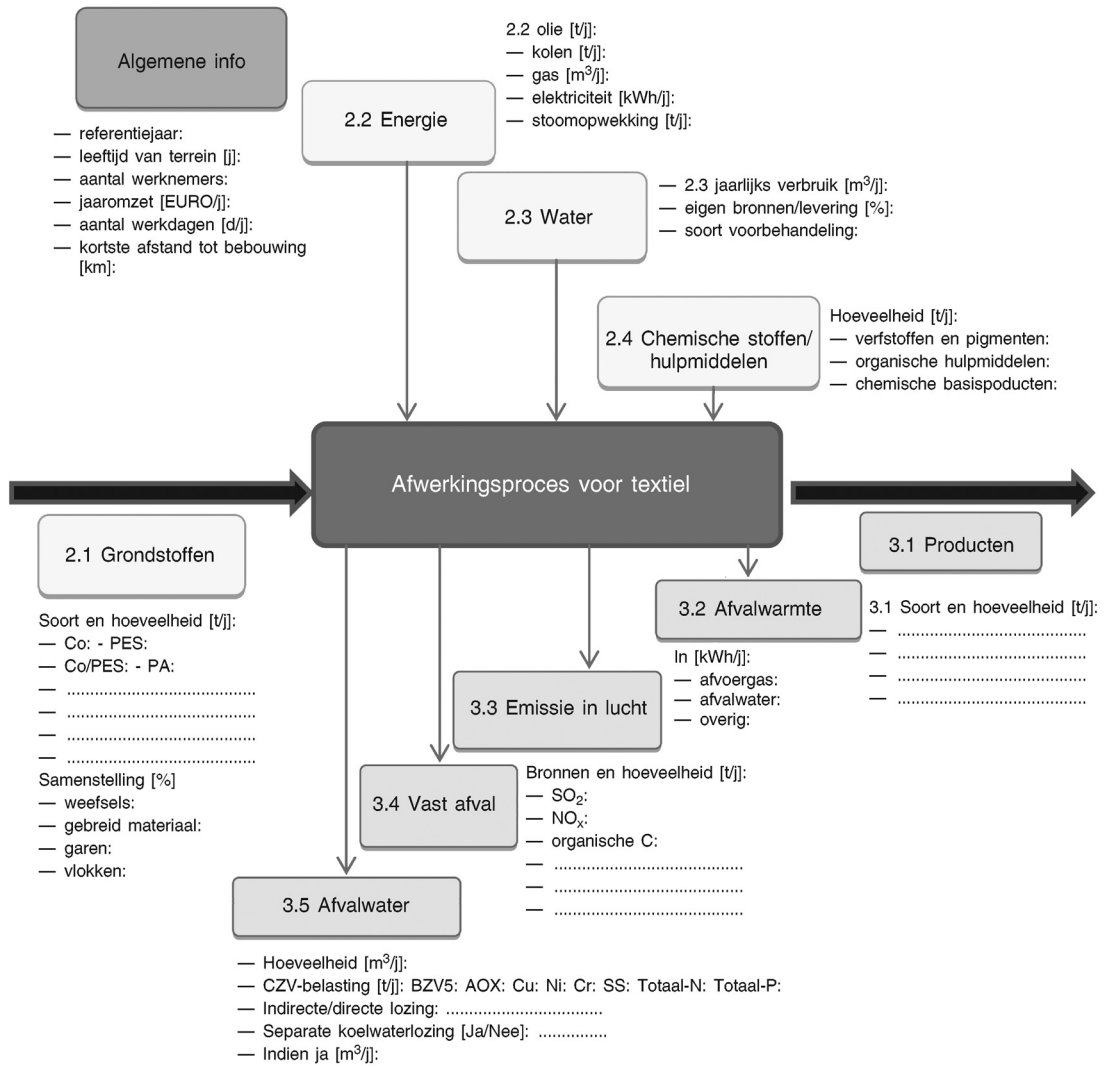 Algemene info
— referentiejaar:
— leeftijd van terrein [j]:
— aantal werknemers:
— jaaromzet [EURO/j]:
— aantal werkdagen [d/j]:
— kortste afstand tot bebouwing
[km]:
2.2 Energie
2.2 olie [t/j]:
— kolen [t/j]:
— gas [m³/j]:
— elektriciteit [kWh/j]:
— stoomopwekking [t/j]:
2.3 Water
— 2.3 jaarlijks verbruik [m³/j]:
— eigen bronnen/levering [%]:
— soort voorbehandeling:
2.4 Chemische stoffen/
hulpmiddelen
Hoeveelheid [t/j]:
— verfstoffen en pigmenten:
— organische hulpmiddelen:
— chemische basispoducten:
Afwerkingsproces voor textiel
2.1 Grondstoffen
Soort en hoeveelheid [t/j]:
— Co: - PES:
— Co/PES: - PA:
— ........................................
— ........................................
— ........................................
— ........................................
Samenstelling [%]
— weefsels:
— gebreid materiaal:
— garen:
— vlokken:
3.1 Producten
3.1 Soort en hoeveelheid [t/j]:
— ........................................
— ........................................
— ........................................
— ........................................
3.2 Afvalwarmte
In [kWh/j]:
— afvoergas:
— afvalwater:
— overig:
3.3 Emissie in lucht
Bronnen en hoeveelheid [t/j]:
— SO₂:
— NOₓ:
— organische C:
— ........................................
— ........................................
— ........................................
3.4 Vast afval
3.5 Afvalwater
— Hoeveelheid [m³/j]:
— CZV-belasting [t/j]: BZV5: AOX: Cu: Ni: Cr: SS: Totaal-N: Totaal-P:
— Indirecte/directe lozing: .................................
— Separate koelwaterlozing [Ja/Nee]: ...............
— Indien ja [m³/j]: